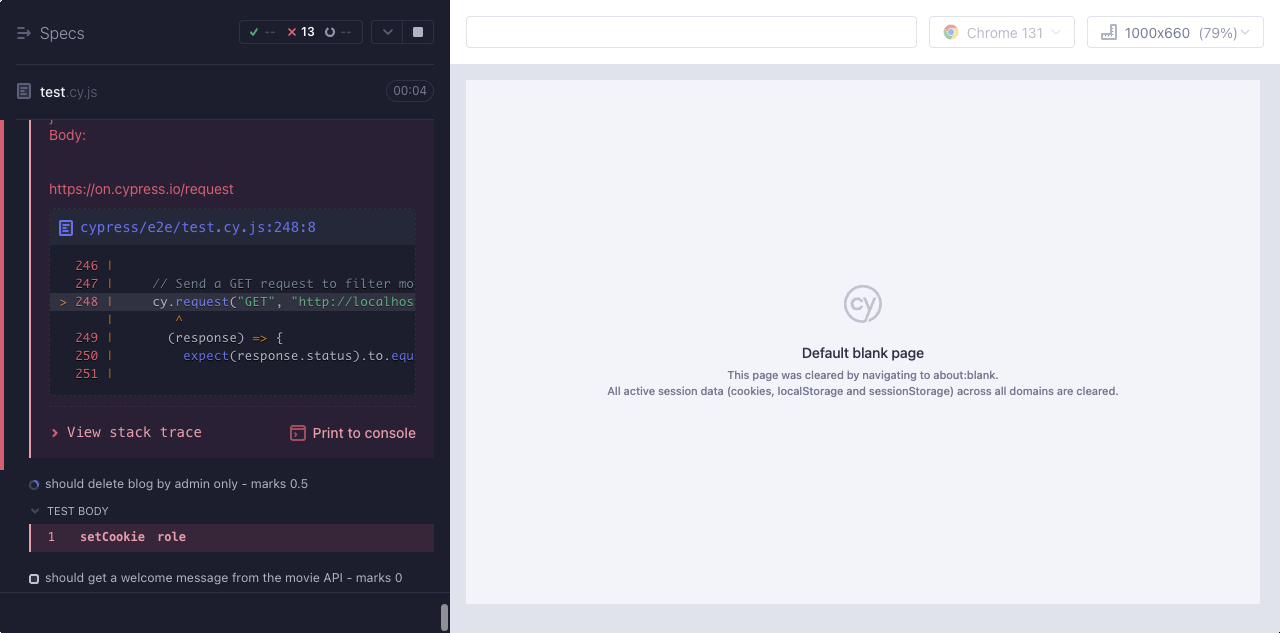 Specs
-- 13 --
test.cy.js
00:04
}
Body:
https://on.cypress.io/request
cypress/e2e/test.cy.js:248:8
246 |
247 | // Send a GET request to filter mo
> 248 | cy.request("GET", "http://localhos
| ^
249 | (response) => {
250 | expect(response.status).to.equ
251 |
View stack trace
Print to console
should delete blog by admin only - marks 0.5
TEST BODY
1 setCookie role
should get a welcome message from the movie API - marks 0
Chrome 131
1000x660 (79%)
cy
Default blank page
This page was cleared by navigating to about:blank.
All active session data (cookies, localStorage and sessionStorage) across all domains are cleared.